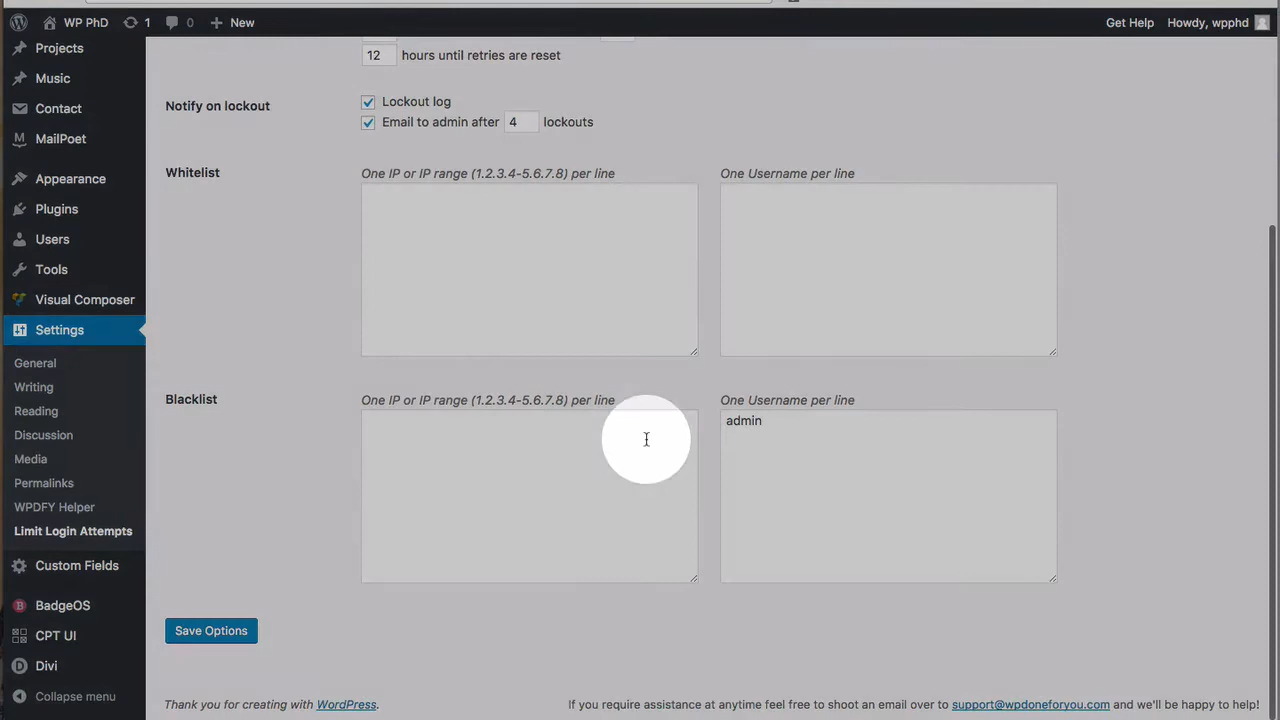 WP PhD 1 0 + New Get Help Howdy, wpphd
Projects
Music
Contact
MailPoet
Appearance
Plugins
Users
Tools
Visual Composer
Settings
General
Writing
Reading
Discussion
Media
Permalinks
WPDFY Helper
Limit Login Attempts
Custom Fields
BadgeOS
CPT UI
Divi
Collapse menu
12 hours until retries are reset
Notify on lockout
Lockout log
Email to admin after 4 lockouts
Whitelist
One IP or IP range (1.2.3.4-5.6.7.8) per line
One Username per line
Blacklist
One IP or IP range (1.2.3.4-5.6.7.8) per line
One Username per line
admin
Save Options
Thank you for creating with WordPress.
If you require assistance at anytime feel free to shoot an email over to support@wpdoneforyou.com and we'll be happy to help!